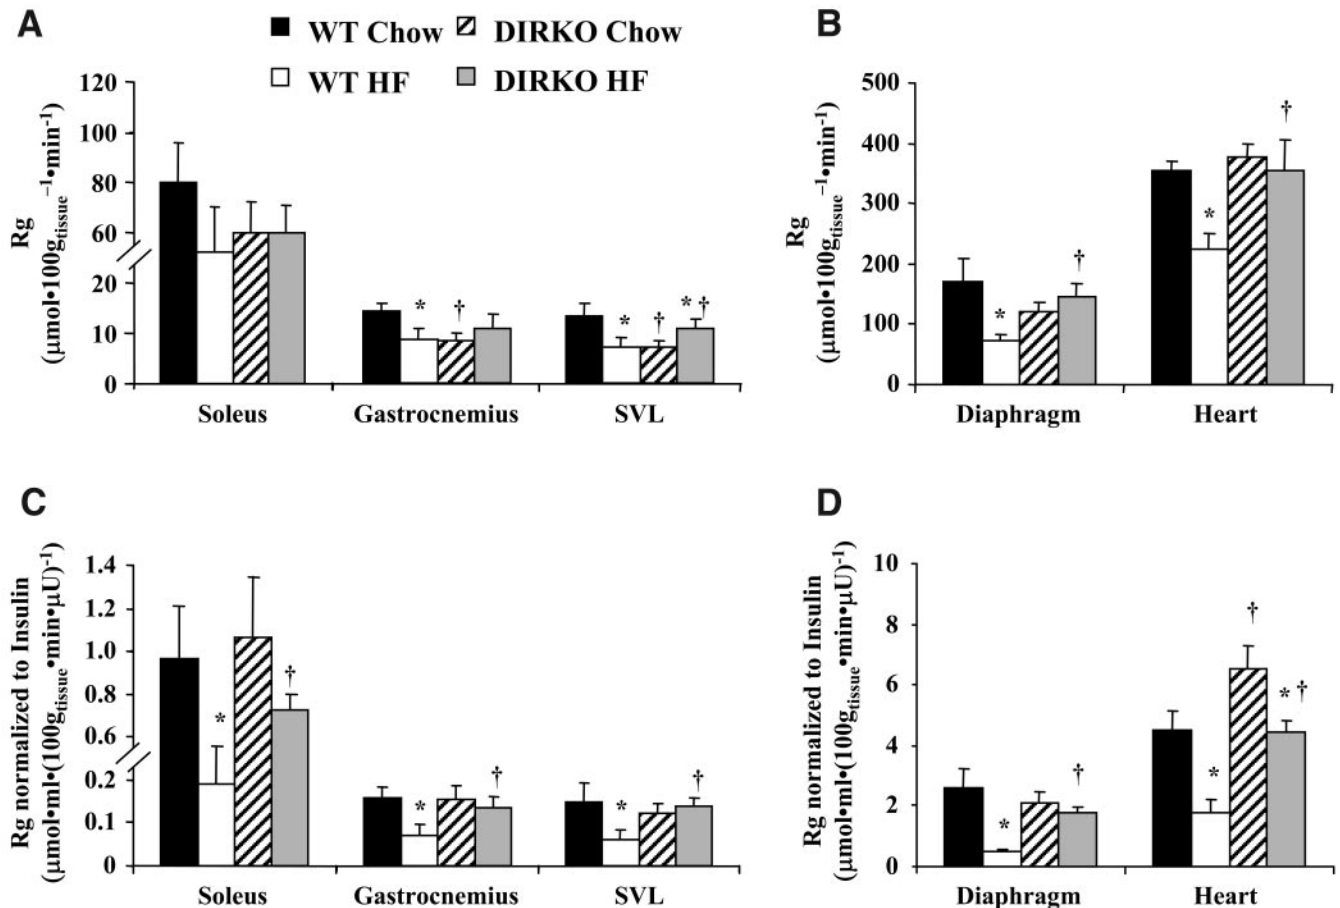 A
WT Chow DIRKO Chow
WT HF DIRKO HF
Rg
(μmol•100g_tissue⁻¹•min⁻¹)
120
100
80
60
20
10
0
* † * † * †
Soleus Gastrocnemius SVL
B
Rg
(μmol•100g_tissue⁻¹•min⁻¹)
500
400
300
200
100
0
* † * †
Diaphragm Heart
C
Rg normalized to Insulin
(μmol•ml•(100g_tissue•min•μU)⁻¹
1.4
1.2
1.0
0.8
0.6
0.2
0.1
0
* † * † * †
Soleus Gastrocnemius SVL
D
Rg normalized to Insulin
(μmol•ml•(100g_tissue•min•μU)⁻¹
10
8
6
4
2
0
* † * † * †
Diaphragm Heart